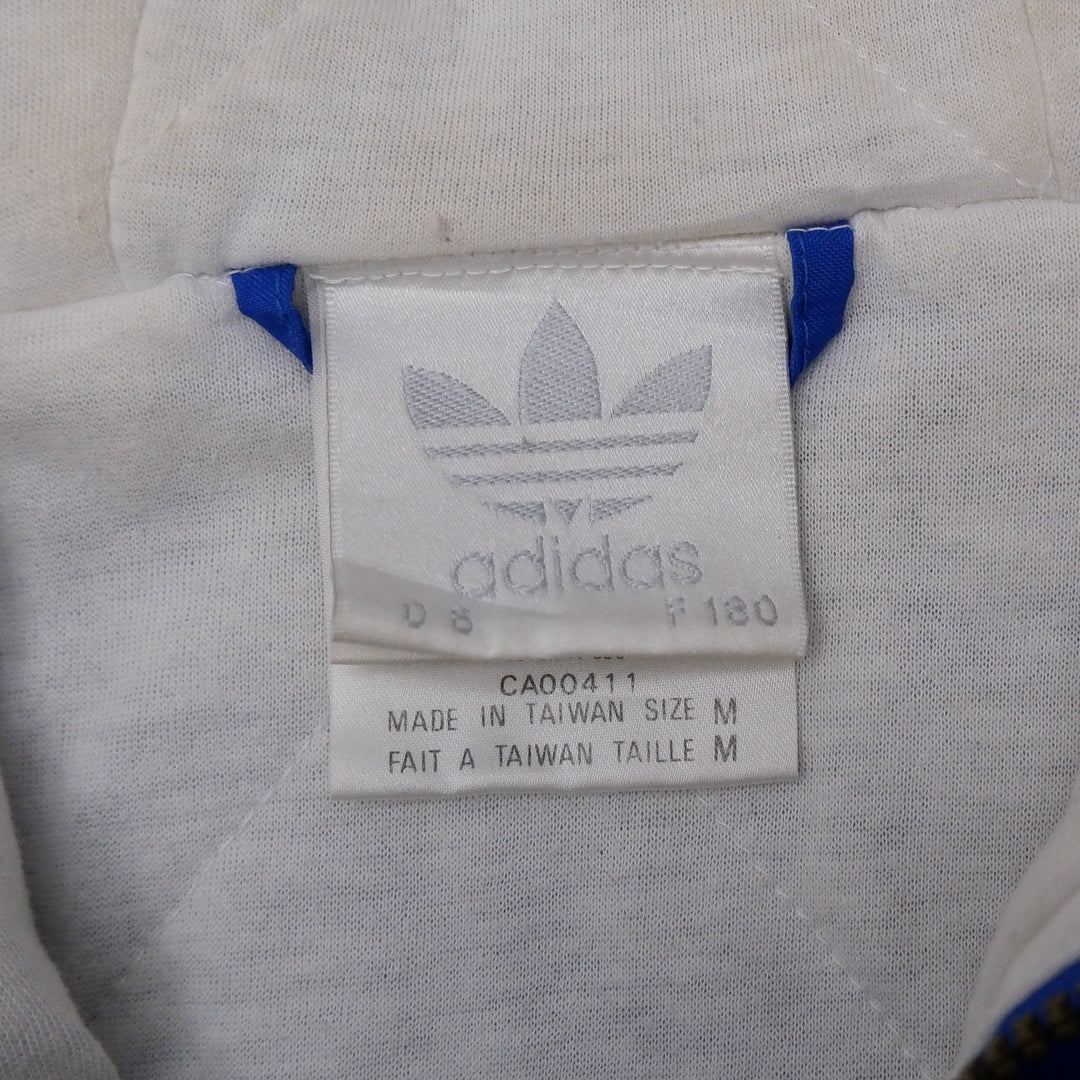 adidas
D 6 F 180
CA00411
MADE IN TAIWAN SIZE M
FAIT A TAIWAN TAILLE M